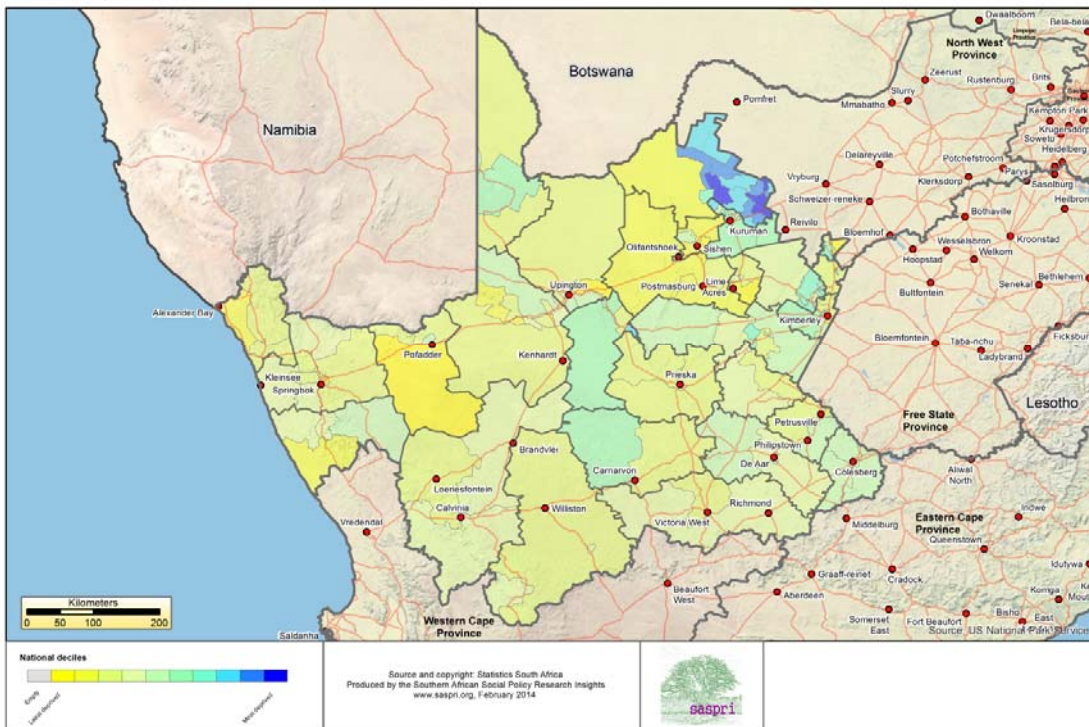 Dwaalboom
Bela-bela
North West
Province
Botswana
Zeerust
Rustenburg
Brits
Slurry
Mmabatho
Pomfret
Kempton Park
Krugersdorp
Soweto
Heidelberg
Namibia
Delareyville
Potchefstroom
Parys
Sasolburg
Vryburg
Klerksdorp
Schweizer-reneke
Heilbron
Bothaville
Kuruman
Reivilo
Bloemhof
Wesselsbron
Kroonstad
Olifantshoek
Sishen
Hoopstad
Welkom
Bethlehem
Senekal
Bultfontein
Upington
Postmasburg
Lime
Acres
Alexander Bay
Kimberley
Bloemfontein
Taba-nchu
Ladybrand
Ficksburg
Pofadder
Kenhardt
Kleinsee
Springbok
Prieska
Lesotho
Free State
Province
Petrusville
Philipstown
Brandvlei
De Aar
Colesberg
Aliwal
North
Carnarvon
Loeriesfontein
Calvinia
Williston
Victoria West
Richmond
Middelburg
Indwe
Eastern Cape
Province
Queenstown
Vredendal
Idutywa
Graaff-reinet
Cradock
Beaufort
West
Aberdeen
Komga
Somerset
East
Fort Beaufort
Bisho
East
Western Cape
Province
Saldanha
Source: US National Park Service
Kilometers
0 50 100 200
National deciles
Empty
Least deprived
Most deprived
Source and copyright: Statistics South Africa
Produced by the Southern African Social Policy Research Insights
www.saspri.org, February 2014
saspri